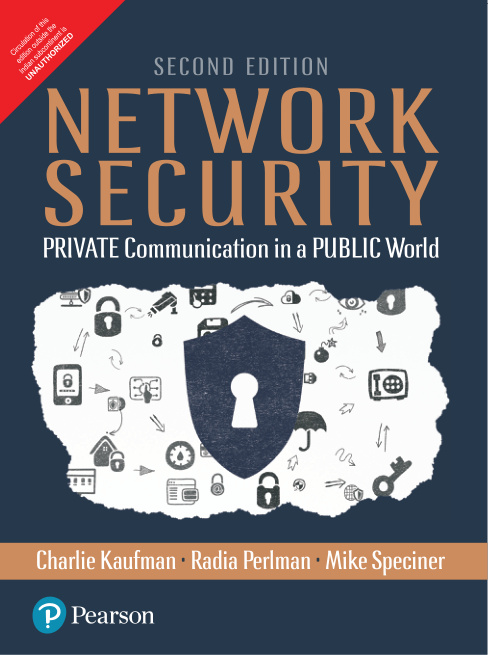 Circulation of this
edition outside the
Indian subcontinent is
UNAUTHORIZED
SECOND EDITION
NETWORK
SECURITY
PRIVATE Communication in a PUBLIC World
Charlie Kaufman • Radia Perlman • Mike Speciner
P Pearson